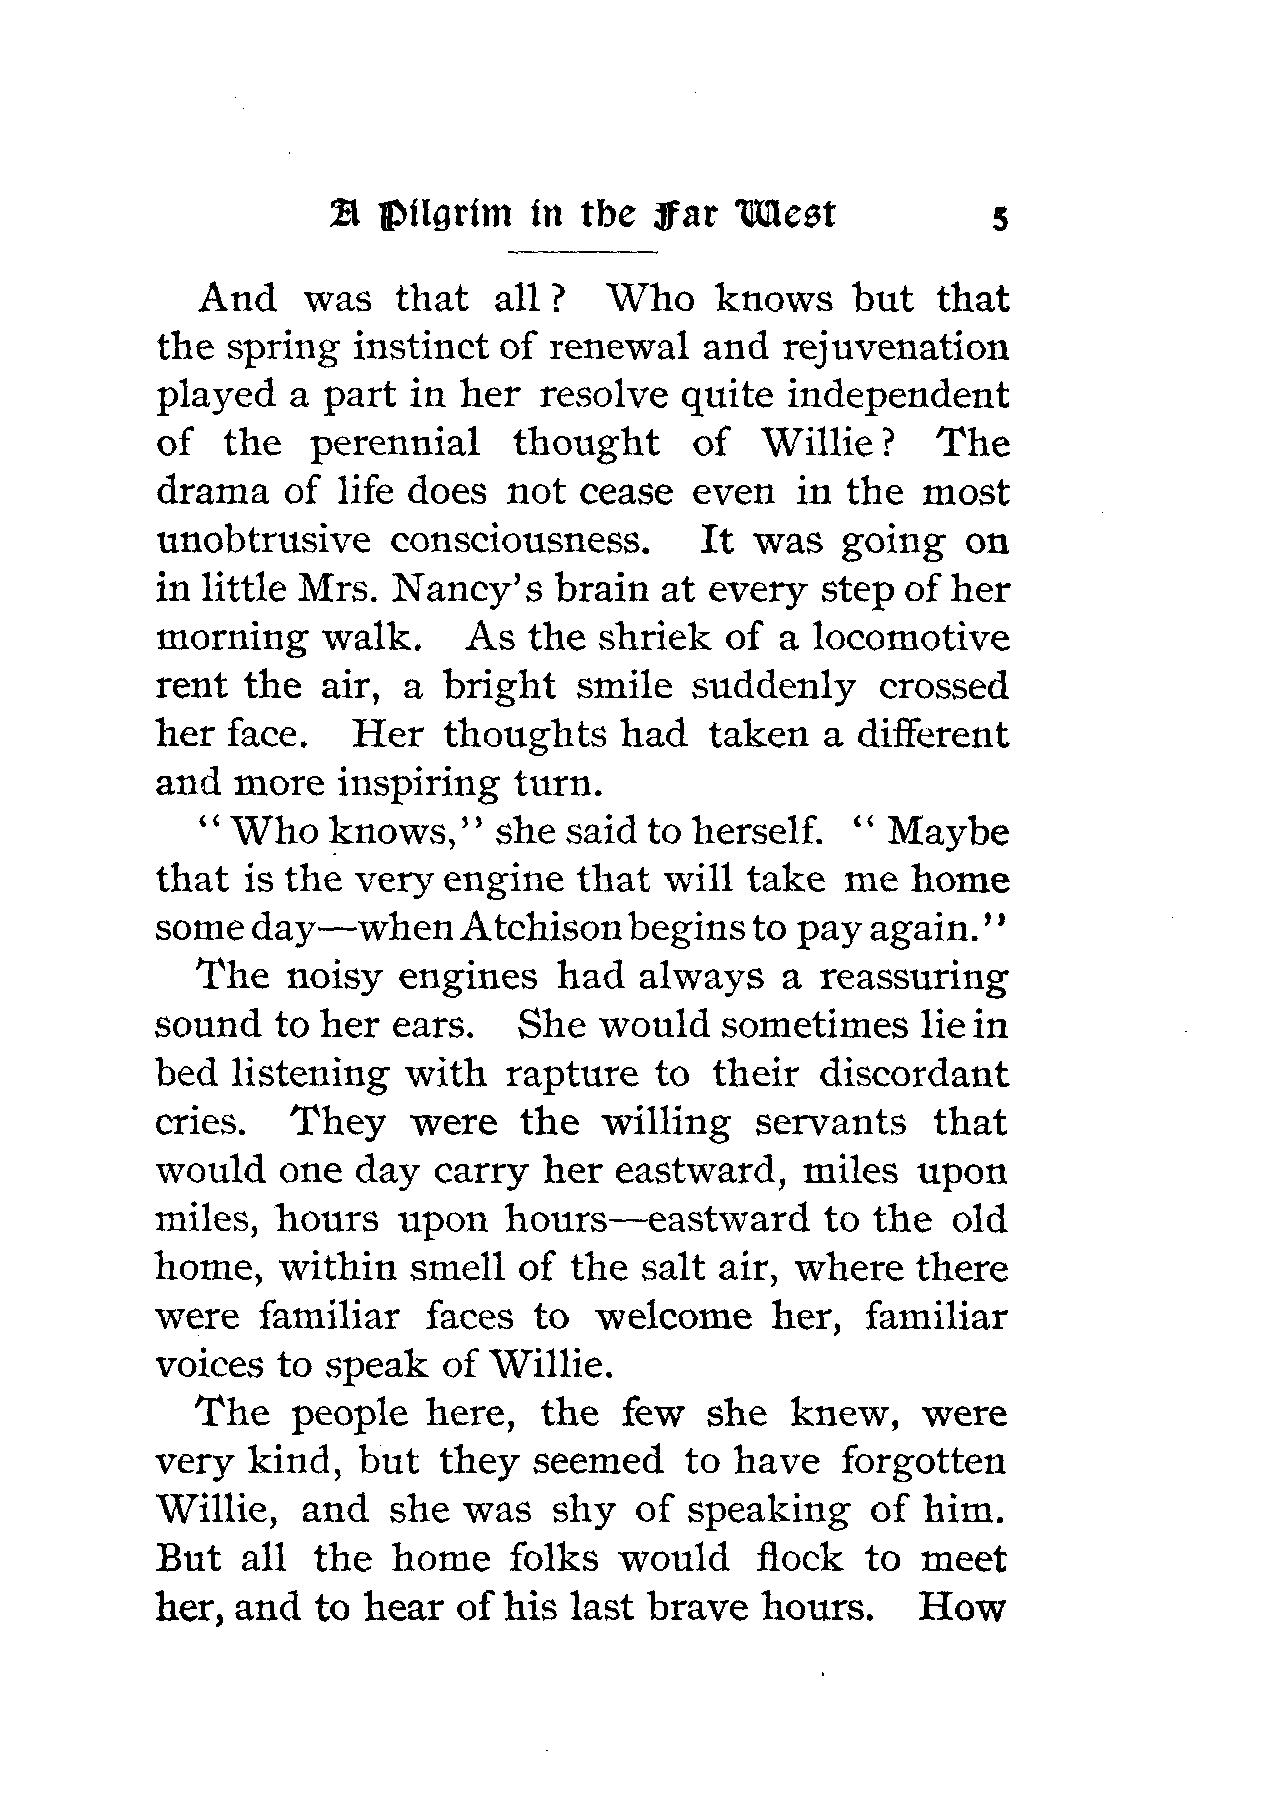 A Pilgrim in the Far West 5
And was that all? Who knows but that
the spring instinct of renewal and rejuvenation
played a part in her resolve quite independent
of the perennial thought of Willie? The
drama of life does not cease even in the most
unobtrusive consciousness. It was going on
in little Mrs. Nancy's brain at every step of her
morning walk. As the shriek of a locomotive
rent the air, a bright smile suddenly crossed
her face. Her thoughts had taken a different
and more inspiring turn.
"Who knows," she said to herself. "Maybe
that is the very engine that will take me home
some day—when Atchison begins to pay again."
The noisy engines had always a reassuring
sound to her ears. She would sometimes lie in
bed listening with rapture to their discordant
cries. They were the willing servants that
would one day carry her eastward, miles upon
miles, hours upon hours—eastward to the old
home, within smell of the salt air, where there
were familiar faces to welcome her, familiar
voices to speak of Willie.
The people here, the few she knew, were
very kind, but they seemed to have forgotten
Willie, and she was shy of speaking of him.
But all the home folks would flock to meet
her, and to hear of his last brave hours. How